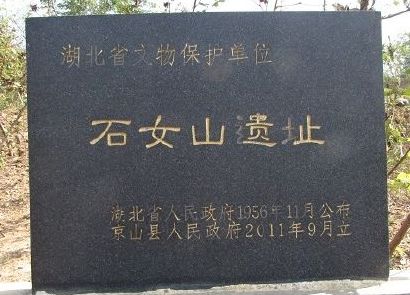 湖北省文物保护单位
石女山遗址
湖北省人民政府1956年11月公布
京山县人民政府2011年9月立